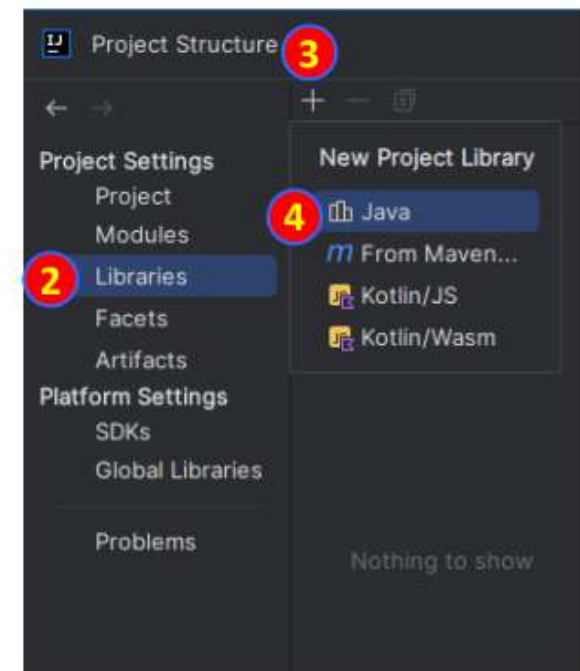 IJ Project Structure 3
Project Settings
Project
Modules
2 Libraries
Facets
Artifacts
Platform Settings
SDKs
Global Libraries
Problems
New Project Library
4 Java
m From Maven...
Kotlin/JS
Kotlin/Wasm
Nothing to show